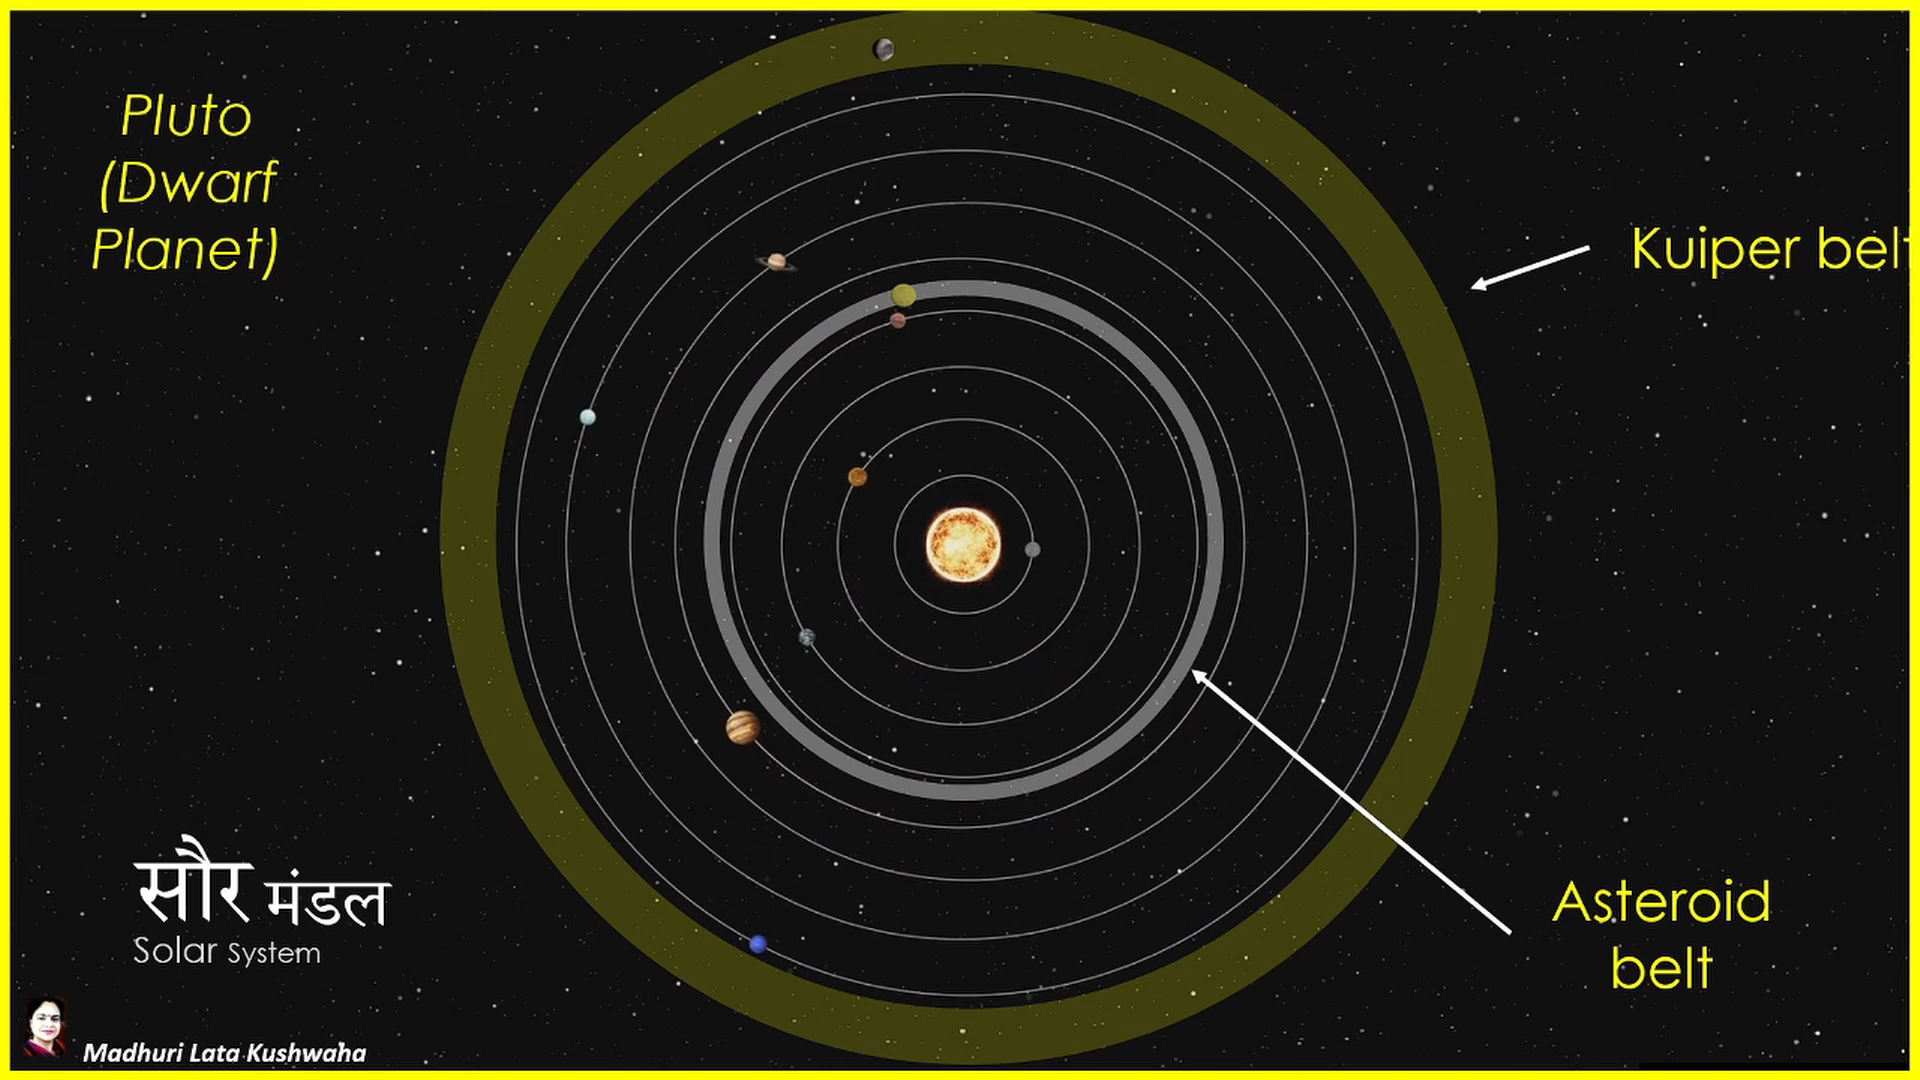 Pluto
(Dwarf
Planet)
Kuiper belt
Asteroid
belt
सौर मंडल
Solar System
Madhuri Lata Kushwaha